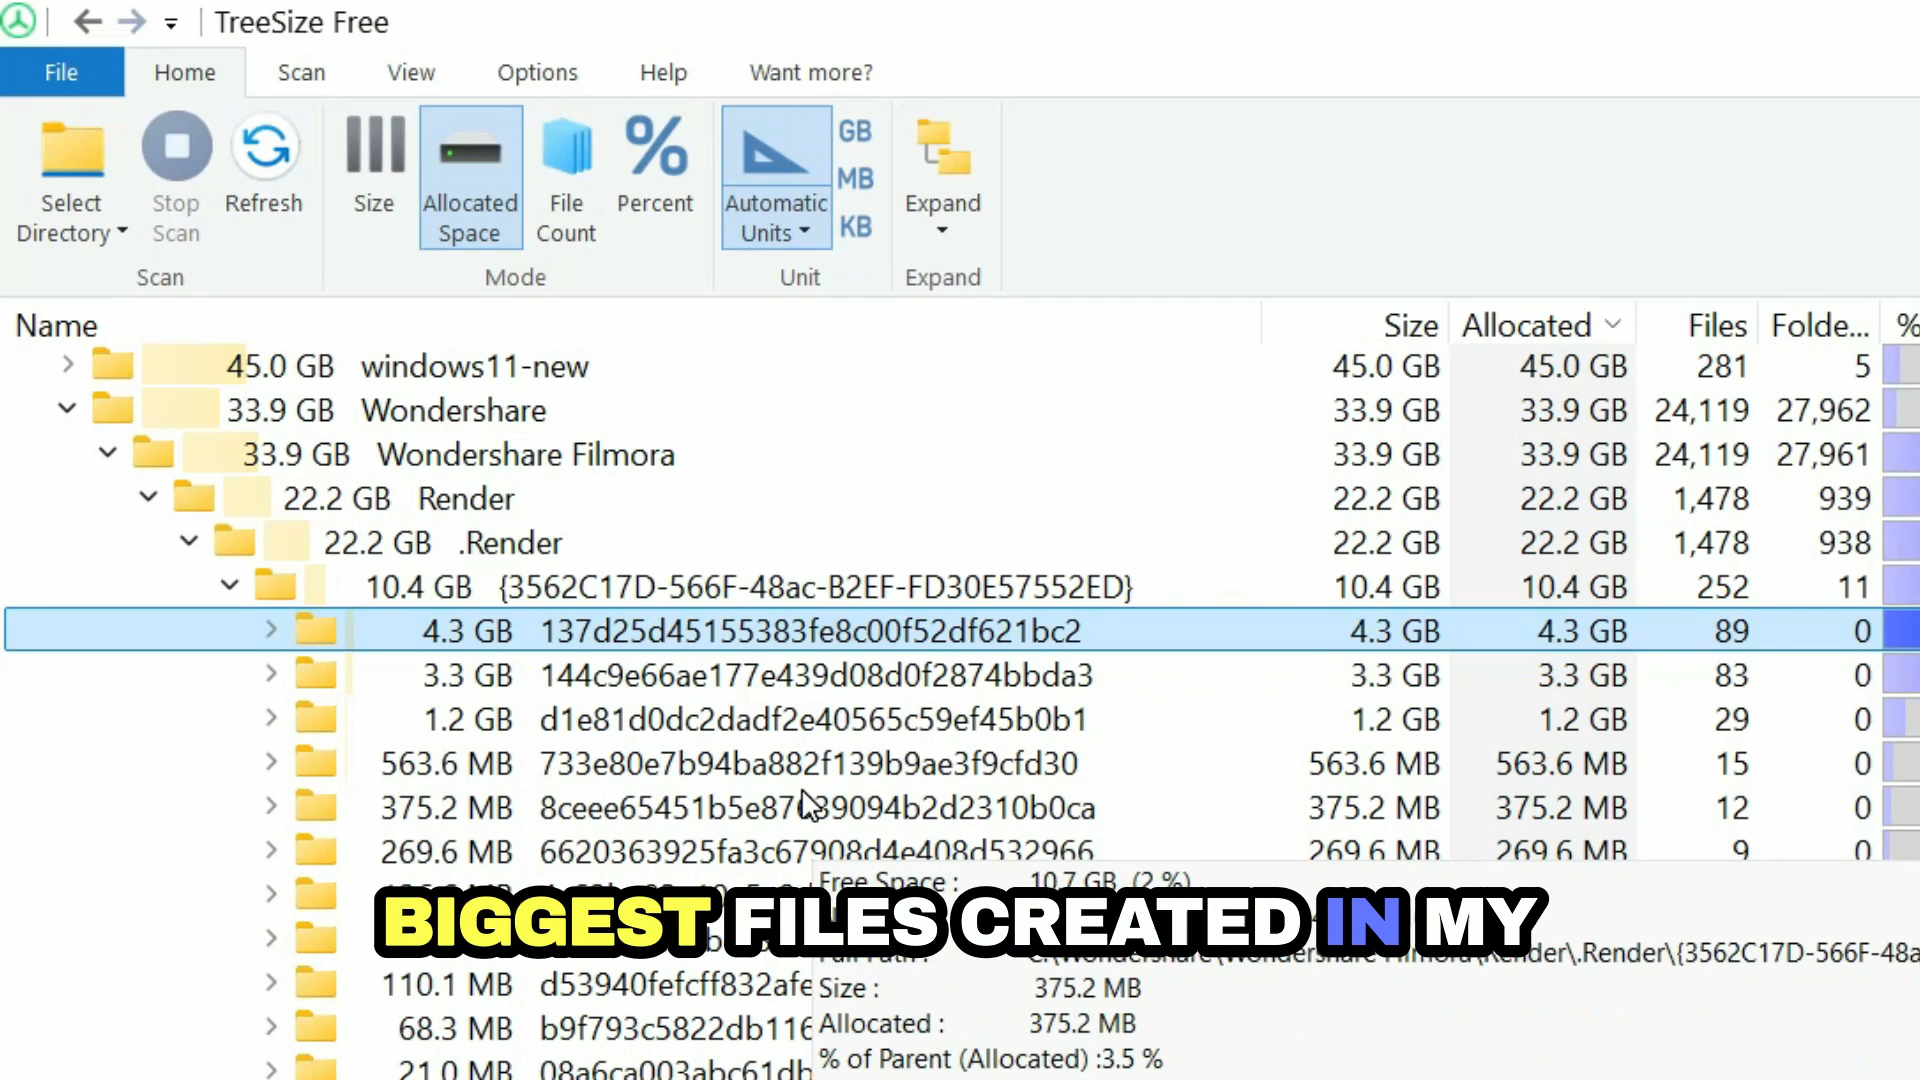 TreeSize Free
File Home Scan View Options Help Want more?
Select Directory Stop Scan Refresh Size Allocated Space File Count Percent Automatic Units GB MB KB Expand
Scan Mode Unit Expand
Name Size Allocated Files Folde... %
45.0 GB windows11-new 45.0 GB 45.0 GB 281 5
33.9 GB Wondershare 33.9 GB 33.9 GB 24,119 27,962
33.9 GB Wondershare Filmora 33.9 GB 33.9 GB 24,119 27,961
22.2 GB Render 22.2 GB 22.2 GB 1,478 939
22.2 GB .Render 22.2 GB 22.2 GB 1,478 938
10.4 GB {3562C17D-566F-48ac-B2EF-FD30E57552ED} 10.4 GB 10.4 GB 252 11
4.3 GB 137d25d45155383fe8c00f52df621bc2 4.3 GB 4.3 GB 89 0
3.3 GB 144c9e66ae177e439d08d0f2874bbda3 3.3 GB 3.3 GB 83 0
1.2 GB d1e81d0dc2dadf2e40565c59ef45b0b1 1.2 GB 1.2 GB 29 0
563.6 MB 733e80e7b94ba882f139b9ae3f9cfd30 563.6 MB 563.6 MB 15 0
375.2 MB 375.2 MB 375.2 MB 12 0
269.6 MB 6620363925fa3c67908d4e408d532966 269.6 MB 269.6 MB 9 0
Free Space : 10.7 GB (2 %)
BIGGEST FILES CREATED IN MY
110.1 MB d53940fefcff832afe
Size : 375.2 MB
68.3 MB b9f793c5822db116
Allocated : 375.2 MB
% of Parent (Allocated) :3.5 %
21.0 MB 08a6ca003abc61db